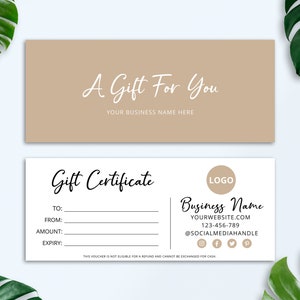 A Gift For You
YOUR BUSINESS NAME HERE
Gift Certificate
TO:
FROM:
AMOUNT:
EXPIRY:
LOGO
Business Name
YOURWEBSITE.COM
123-456-789
@SOCIALMEDIAHANDLE
THIS VOUCHER IS NOT ELIGIBLE FOR A REFUND AND CANNOT BE EXCHANGED FOR CASH.